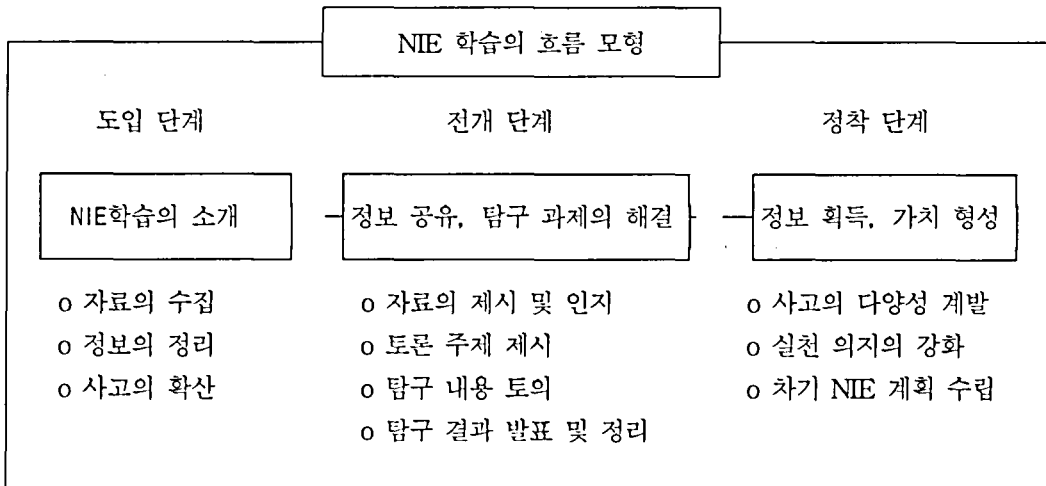 NIE 학습의 흐름 모형
도입 단계
전개 단계
정착 단계
NIE학습의 소개
정보 공유, 탐구 과제의 해결
정보 획득, 가치 형성
o 자료의 수집
o 정보의 정리
o 사고의 확산
o 자료의 제시 및 인지
o 토론 주제 제시
o 탐구 내용 토의
o 탐구 결과 발표 및 정리
o 사고의 다양성 계발
o 실천 의지의 강화
o 차기 NIE 계획 수립